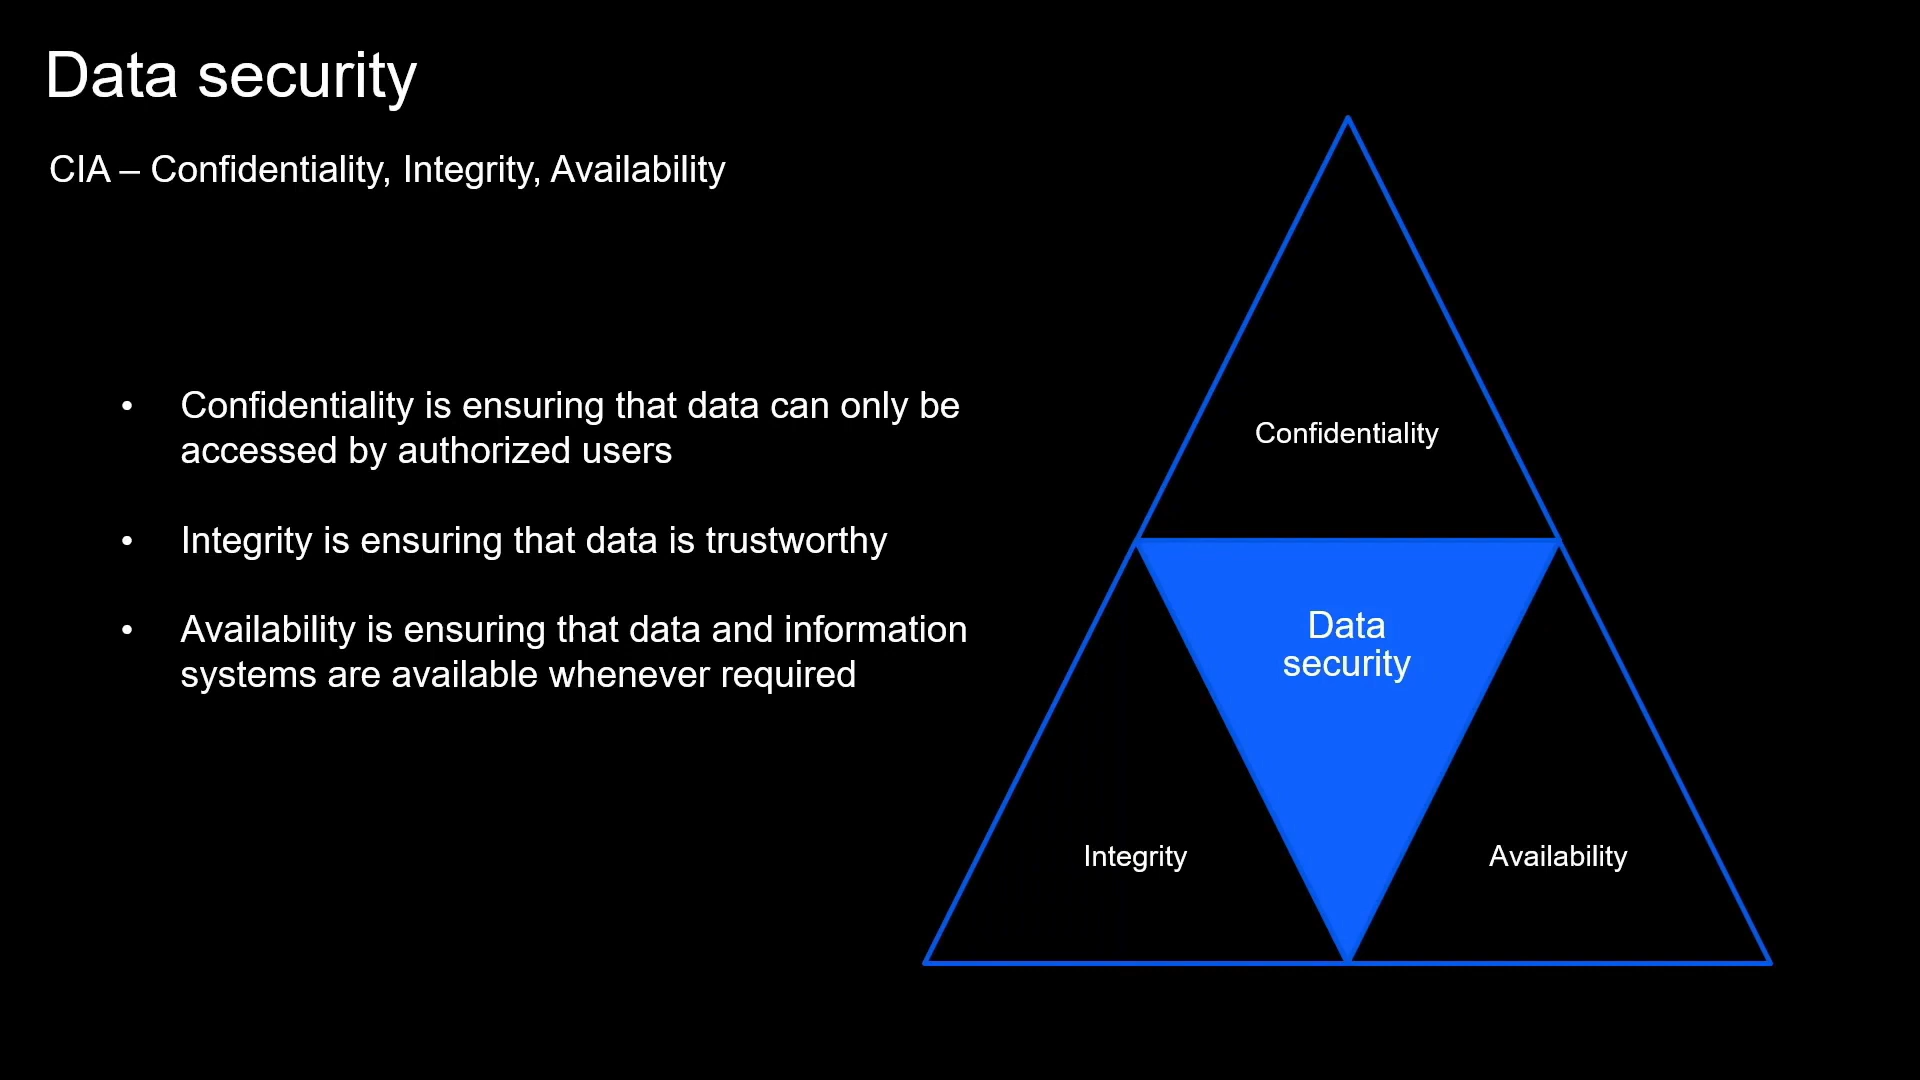 Data security
CIA – Confidentiality, Integrity, Availability
• Confidentiality is ensuring that data can only be
accessed by authorized users
• Integrity is ensuring that data is trustworthy
• Availability is ensuring that data and information
systems are available whenever required
Confidentiality
Data
security
Integrity
Availability